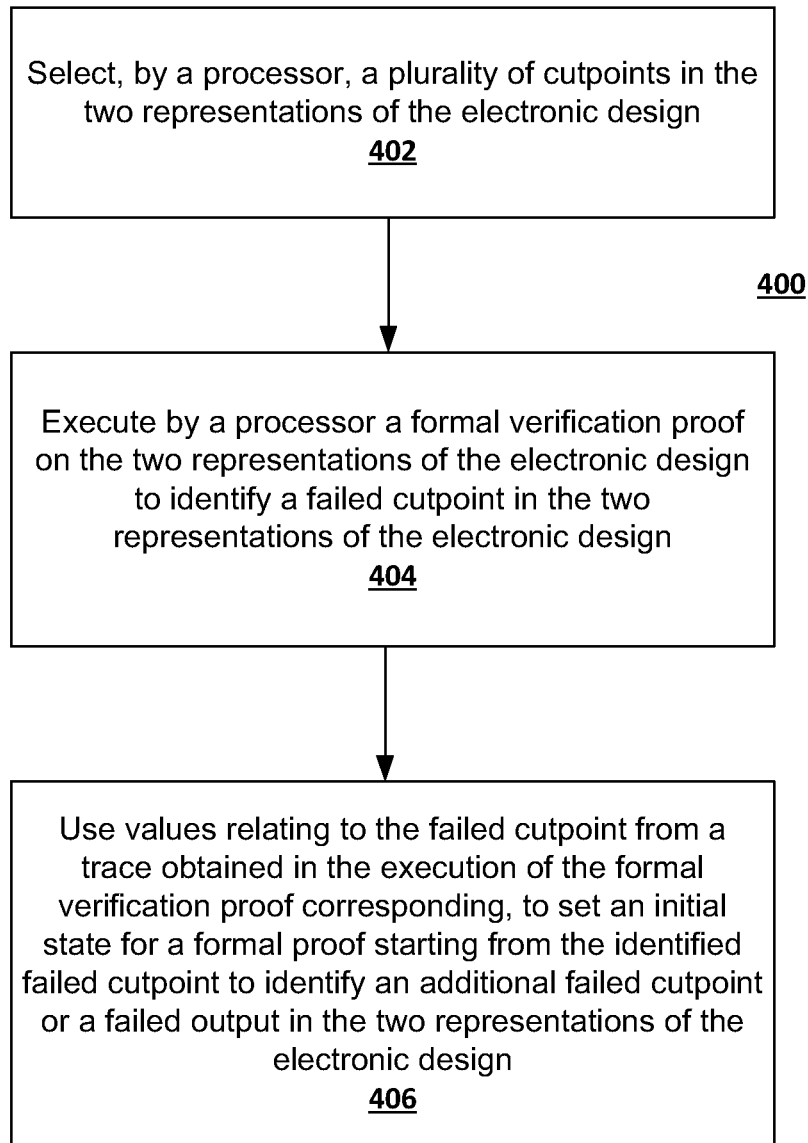 Select, by a processor, a plurality of cutpoints in the
two representations of the electronic design
402
400
Execute by a processor a formal verification proof
on the two representations of the electronic design
to identify a failed cutpoint in the two
representations of the electronic design
404
Use values relating to the failed cutpoint from a
trace obtained in the execution of the formal
verification proof corresponding, to set an initial
state for a formal proof starting from the identified
failed cutpoint to identify an additional failed cutpoint
or a failed output in the two representations of the
electronic design
406